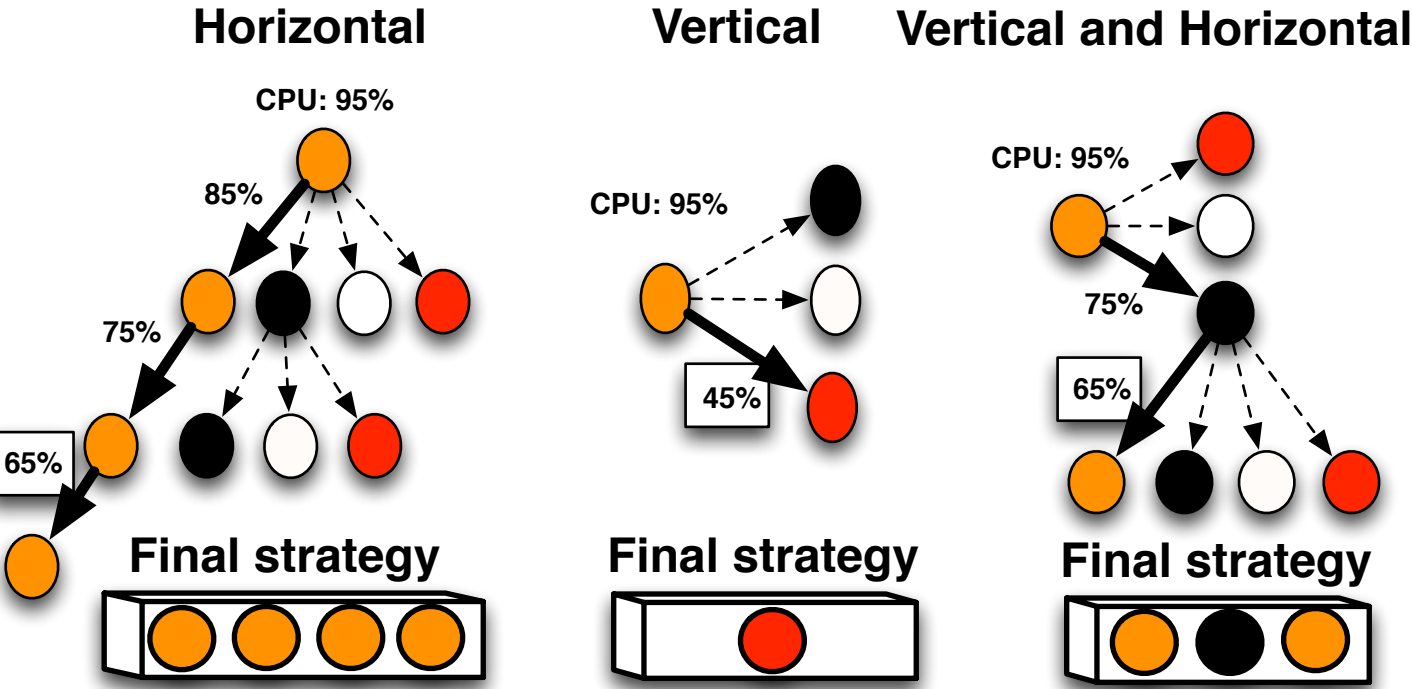 Horizontal
CPU: 95%
85%
75%
65%
Final strategy
Vertical
CPU: 95%
45%
Final strategy
Vertical and Horizontal
CPU: 95%
75%
65%
Final strategy